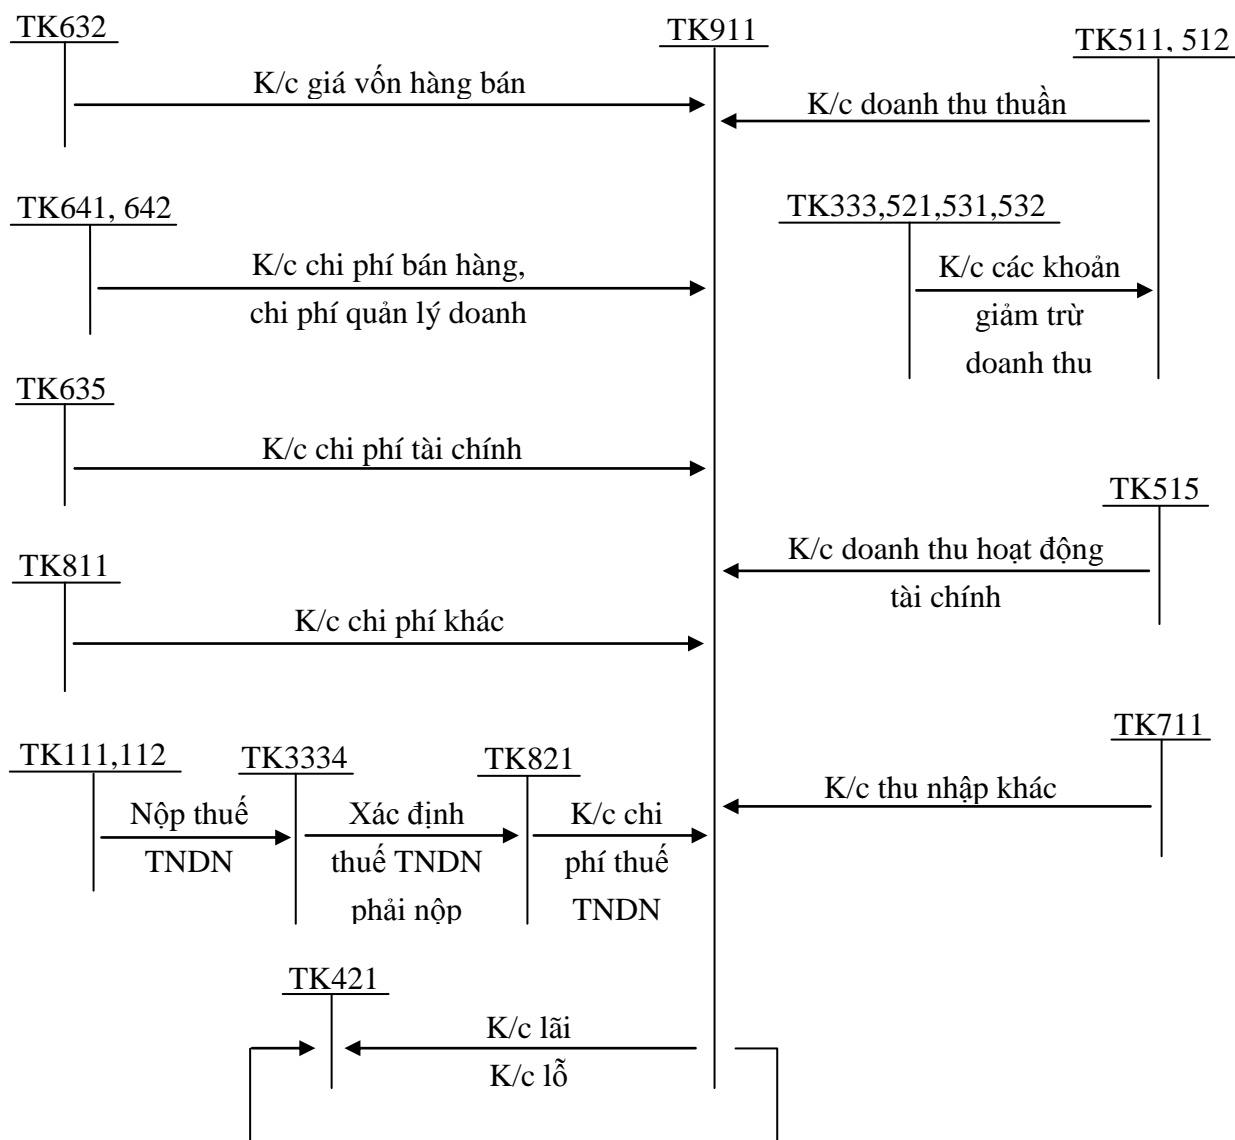 TK632
TK911
TK511, 512
K/c giá vốn hàng bán
K/c doanh thu thuần
TK641, 642
TK333,521,531,532
K/c chi phí bán hàng,
chi phí quản lý doanh
K/c các khoản
giảm trừ
doanh thu
TK635
K/c chi phí tài chính
TK515
K/c doanh thu hoạt động
tài chính
TK811
K/c chi phí khác
TK711
K/c thu nhập khác
TK111,112
TK3334
TK821
Nộp thuế
TNDN
Xác định
thuế TNDN
phải nộp
K/c chi
phí thuế
TNDN
TK421
K/c lãi
K/c lỗ